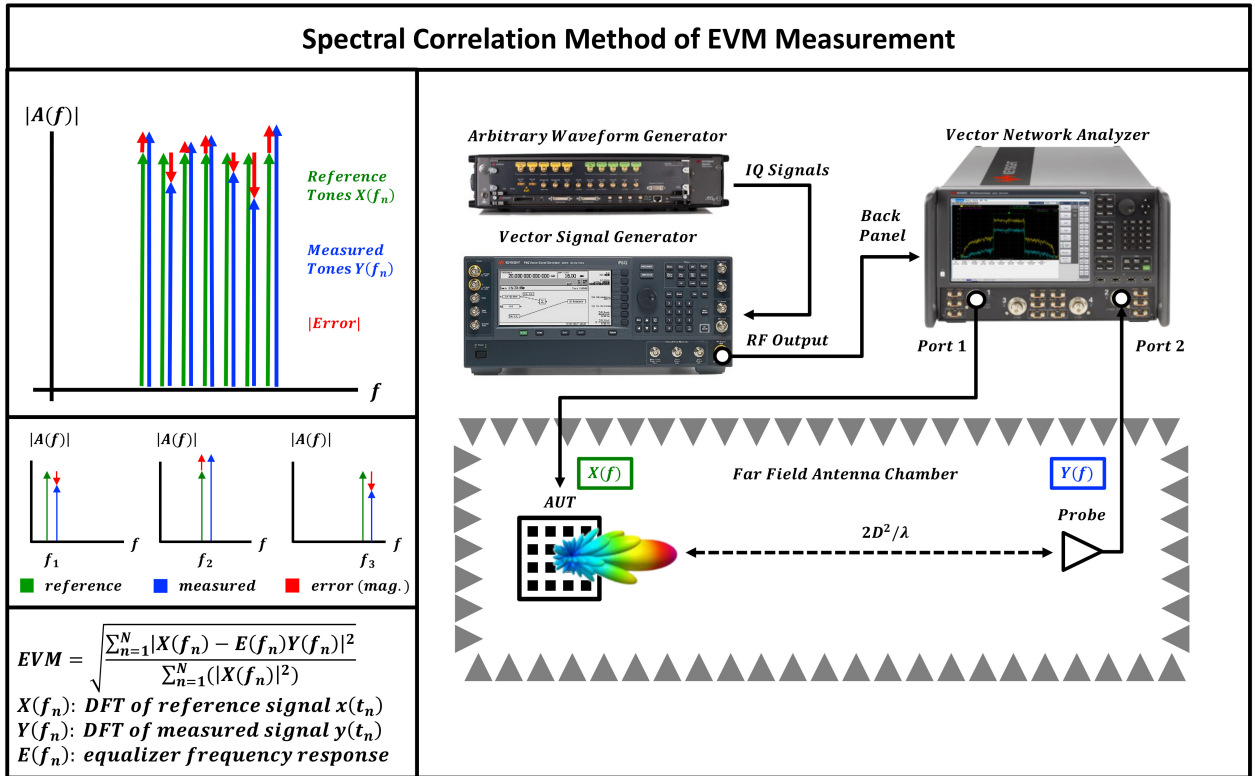 Spectral Correlation Method of EVM Measurement
|A(f)|
Reference
Tones X(fₙ)
Measured
Tones Y(fₙ)
|Error|
f
|A(f)|
f
f₁
|A(f)|
f
f₂
|A(f)|
f
f₃
reference
measured
error (mag.)
EVM = √(∑ₙ₌₁ᴺ|X(fₙ) − E(fₙ)Y(fₙ)|² / ∑ₙ₌₁ᴺ(|X(fₙ)|²))
X(fₙ): DFT of reference signal x(tₙ)
Y(fₙ): DFT of measured signal y(tₙ)
E(fₙ): equalizer frequency response
Arbitrary Waveform Generator
IQ Signals
Vector Signal Generator
RF Output
Back
Panel
Vector Network Analyzer
Port 1
Port 2
X(f)
Far Field Antenna Chamber
Y(f)
AUT
Probe
2D²/λ